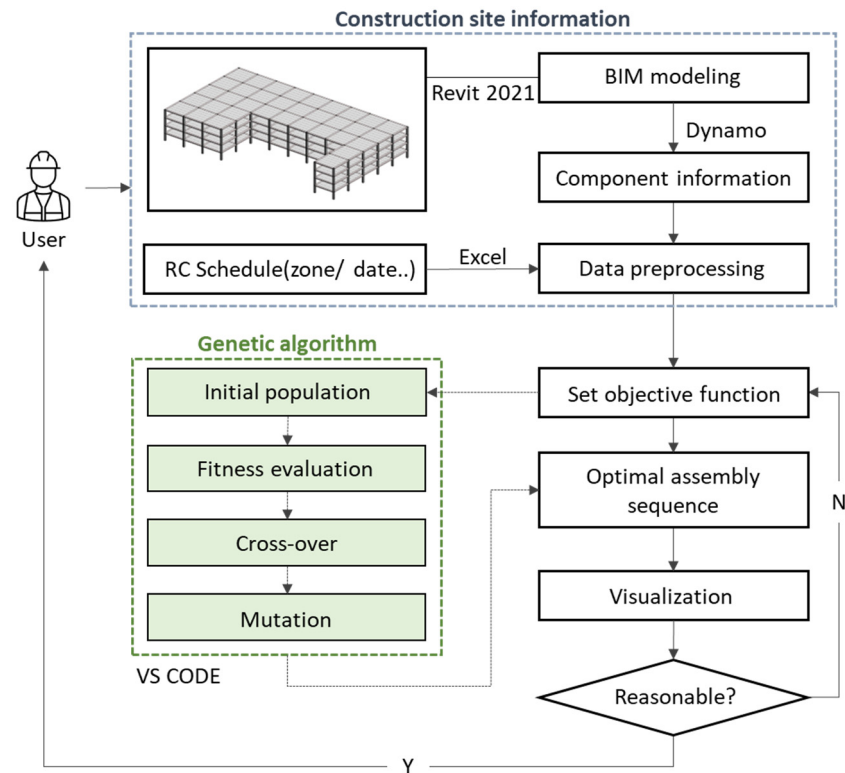 Construction site information
Revit 2021
BIM modeling
Dynamo
Component information
User
RC Schedule(zone/ date..)
Excel
Data preprocessing
Genetic algorithm
Initial population
Fitness evaluation
Cross-over
Mutation
VS CODE
Set objective function
Optimal assembly
sequence
N
Visualization
Reasonable?
Y